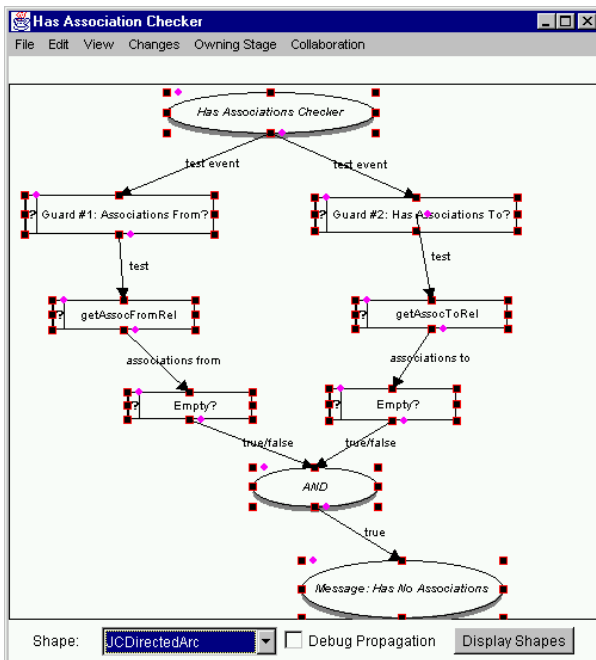 Has Association Checker
File Edit View Changes Owning Stage Collaboration
Has Associations Checker
test event test event
? Guard #1: Associations From? ? Guard #2: Has Associations To?
test test
? getAssocFromRel ? getAssocToRel
associations from associations to
? Empty? ? Empty?
true/false true/false
AND
true
Message: Has No Associations
Shape: JCDirectedArc Debug Propagation Display Shapes